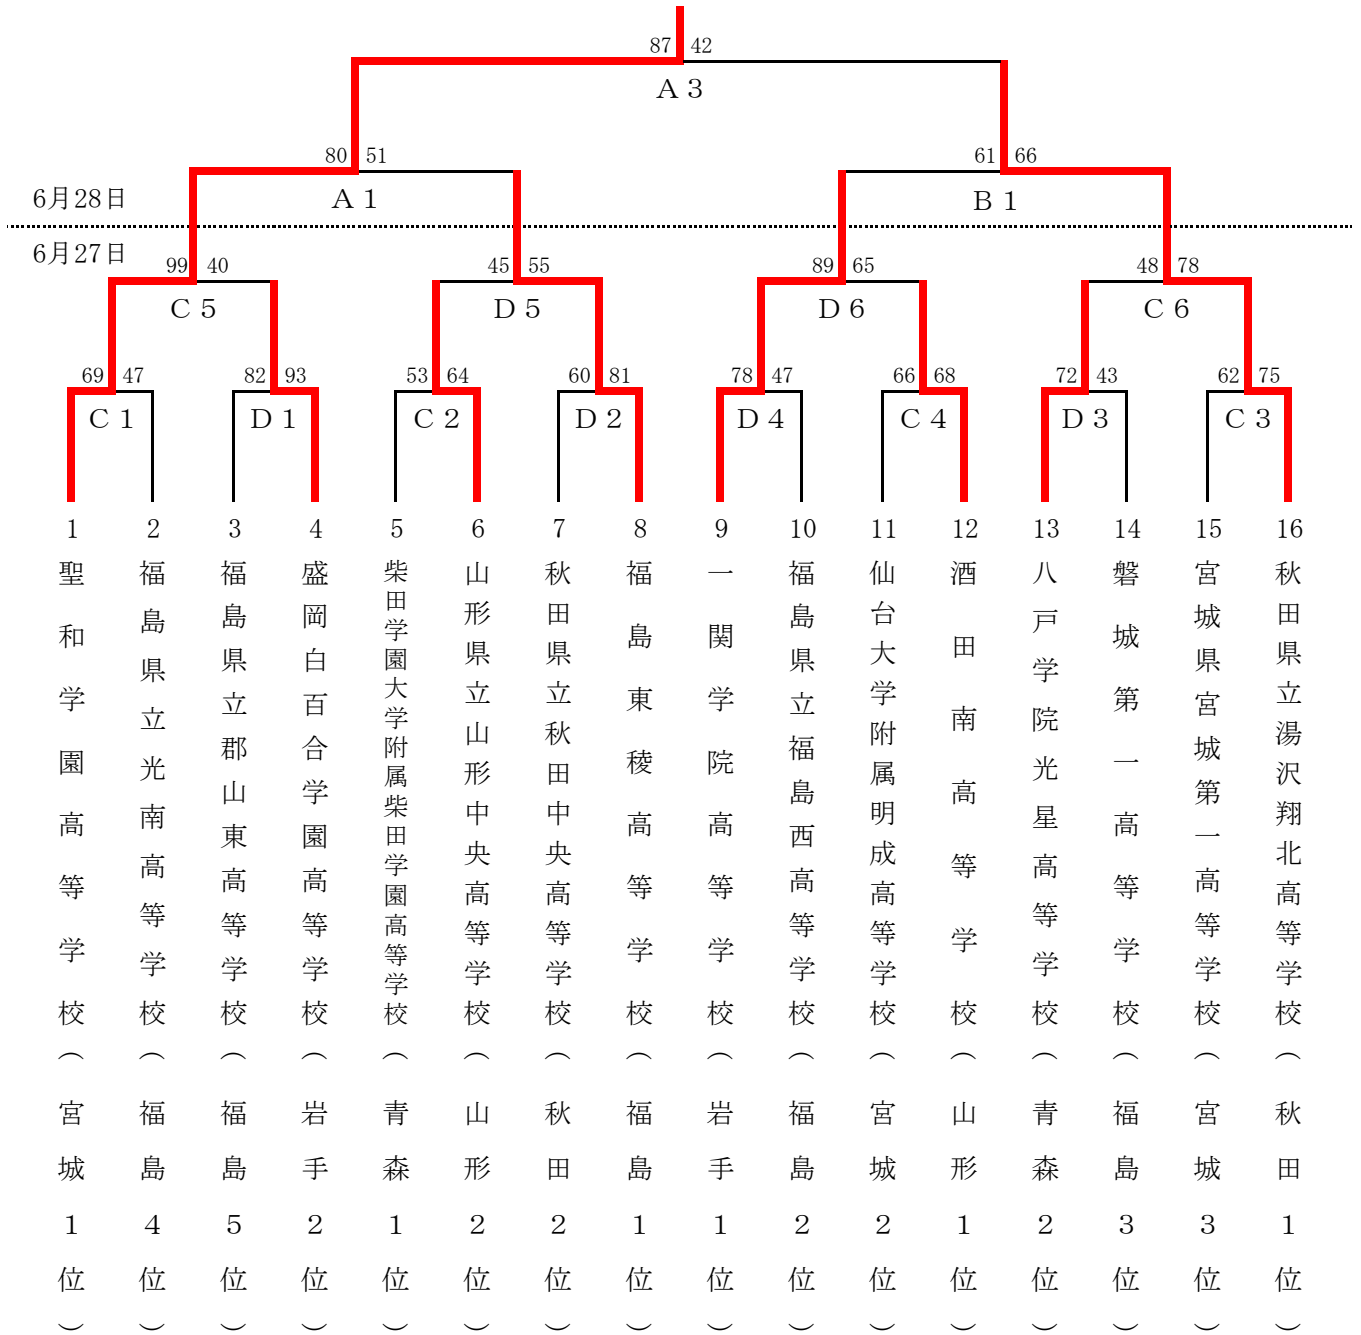 87 42
A 3
80 51
61 66
6月28日
A 1
B 1
6月27日
99 40
45 55
89 65
48 78
C 5
D 5
D 6
C 6
69 47
82 93
53 64
60 81
78 47
66 68
72 43
62 75
C 1
D 1
C 2
D 2
D 4
C 4
D 3
C 3
1
聖和学園高等学校（宮城1位）
2
福島県立光南高等学校（福島4位）
3
福島県立郡山東高等学校（福島5位）
4
盛岡白百合学園高等学校（岩手2位）
5
柴田学園大学附属柴田学園高等学校（青森1位）
6
山形県立山形中央高等学校（山形2位）
7
秋田県立秋田中央高等学校（秋田2位）
8
福島東稜高等学校（福島1位）
9
一関学院高等学校（岩手1位）
10
福島県立福島西高等学校（福島2位）
11
仙台大学附属明成高等学校（宮城2位）
12
酒田南高等学校（山形1位）
13
八戸学院光星高等学校（青森2位）
14
磐城第一高等学校（福島3位）
15
宮城県宮城第一高等学校（宮城3位）
16
秋田県立湯沢翔北高等学校（秋田1位）